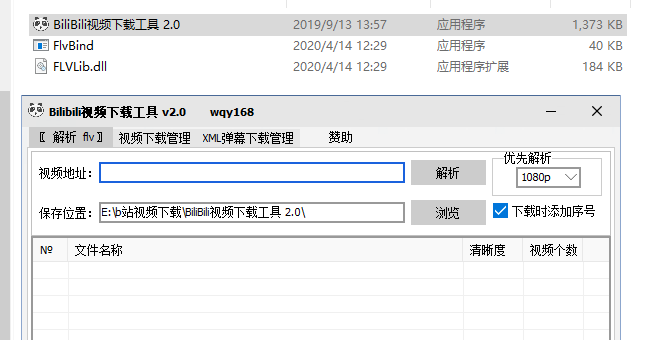 BiliBili视频下载工具 2.0 2019/9/13 13:57 应用程序 1,373 KB
FlvBind 2020/4/14 12:29 应用程序 40 KB
FLVLib.dll 2020/4/14 12:29 应用程序扩展 184 KB
Bilibili视频下载工具 v2.0 wqy168
〖 解析 flv 〗 视频下载管理 XML弹幕下载管理 赞助
优先解析
视频地址: 解析 1080p
保存位置: E:\b站视频下载\BiliBili视频下载工具 2.0\ 浏览 下载时添加序号
№ 文件名称 清晰度 视频个数